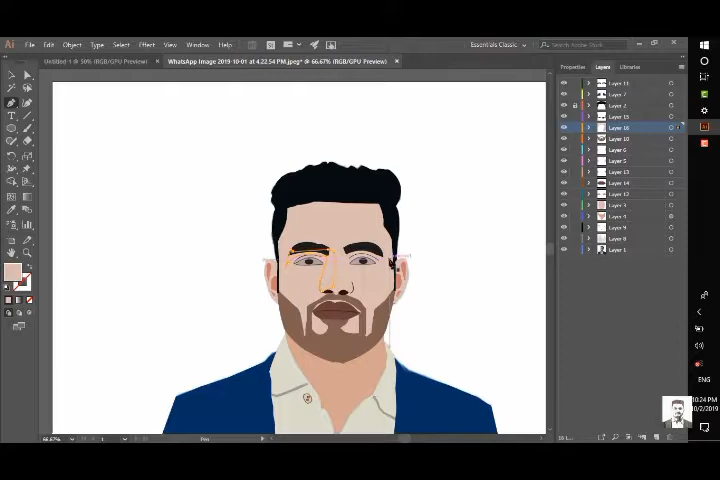 Ai File Edit Object Type Select Effect View Window Help
Essentials Classic
Search Adobe Stock
Untitled-1 @ 50% (RGB/GPU Preview)
WhatsApp Image 2019-10-01 at 4.22.54 PM.jpeg* @ 66.67% (RGB/GPU Preview)
Properties Layers Libraries
Layer 11
Layer 7
Layer 2
Layer 15
Layer 16
Layer 10
Layer 6
Layer 5
Layer 13
Layer 14
Layer 12
Layer 3
Layer 4
Layer 9
Layer 8
Layer 1
ENG
10:24 PM
10/2/2019
66.67% 1 Pen